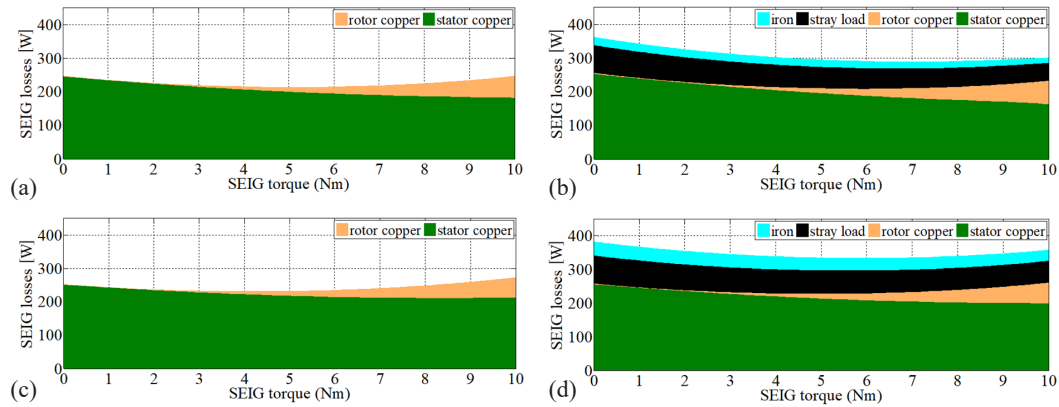 rotor copper stator copper
SEIG losses [W]
400
300
200
100
0
0 1 2 3 4 5 6 7 8 9 10
SEIG torque (Nm)
(a)
iron stray load rotor copper stator copper
SEIG losses [W]
400
300
200
100
0
0 1 2 3 4 5 6 7 8 9 10
SEIG torque (Nm)
(b)
rotor copper stator copper
SEIG losses [W]
400
300
200
100
0
0 1 2 3 4 5 6 7 8 9 10
SEIG torque (Nm)
(c)
iron stray load rotor copper stator copper
SEIG losses [W]
400
300
200
100
0
0 1 2 3 4 5 6 7 8 9 10
SEIG torque (Nm)
(d)